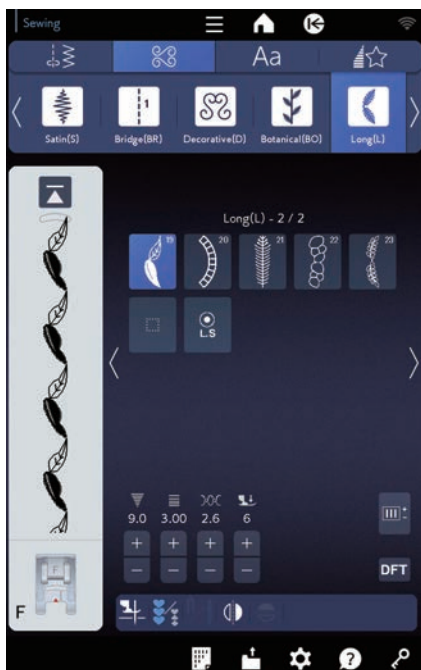 Sewing
Aa
Satin(S) Bridge(BR) Decorative(D) Botanical(BO) Long(L)
1
Long(L) - 2 / 2
19 20 21 22 23
L.S
9.0 3.00 2.6 6
+ + + +
- - - -
DFT
F
F
?